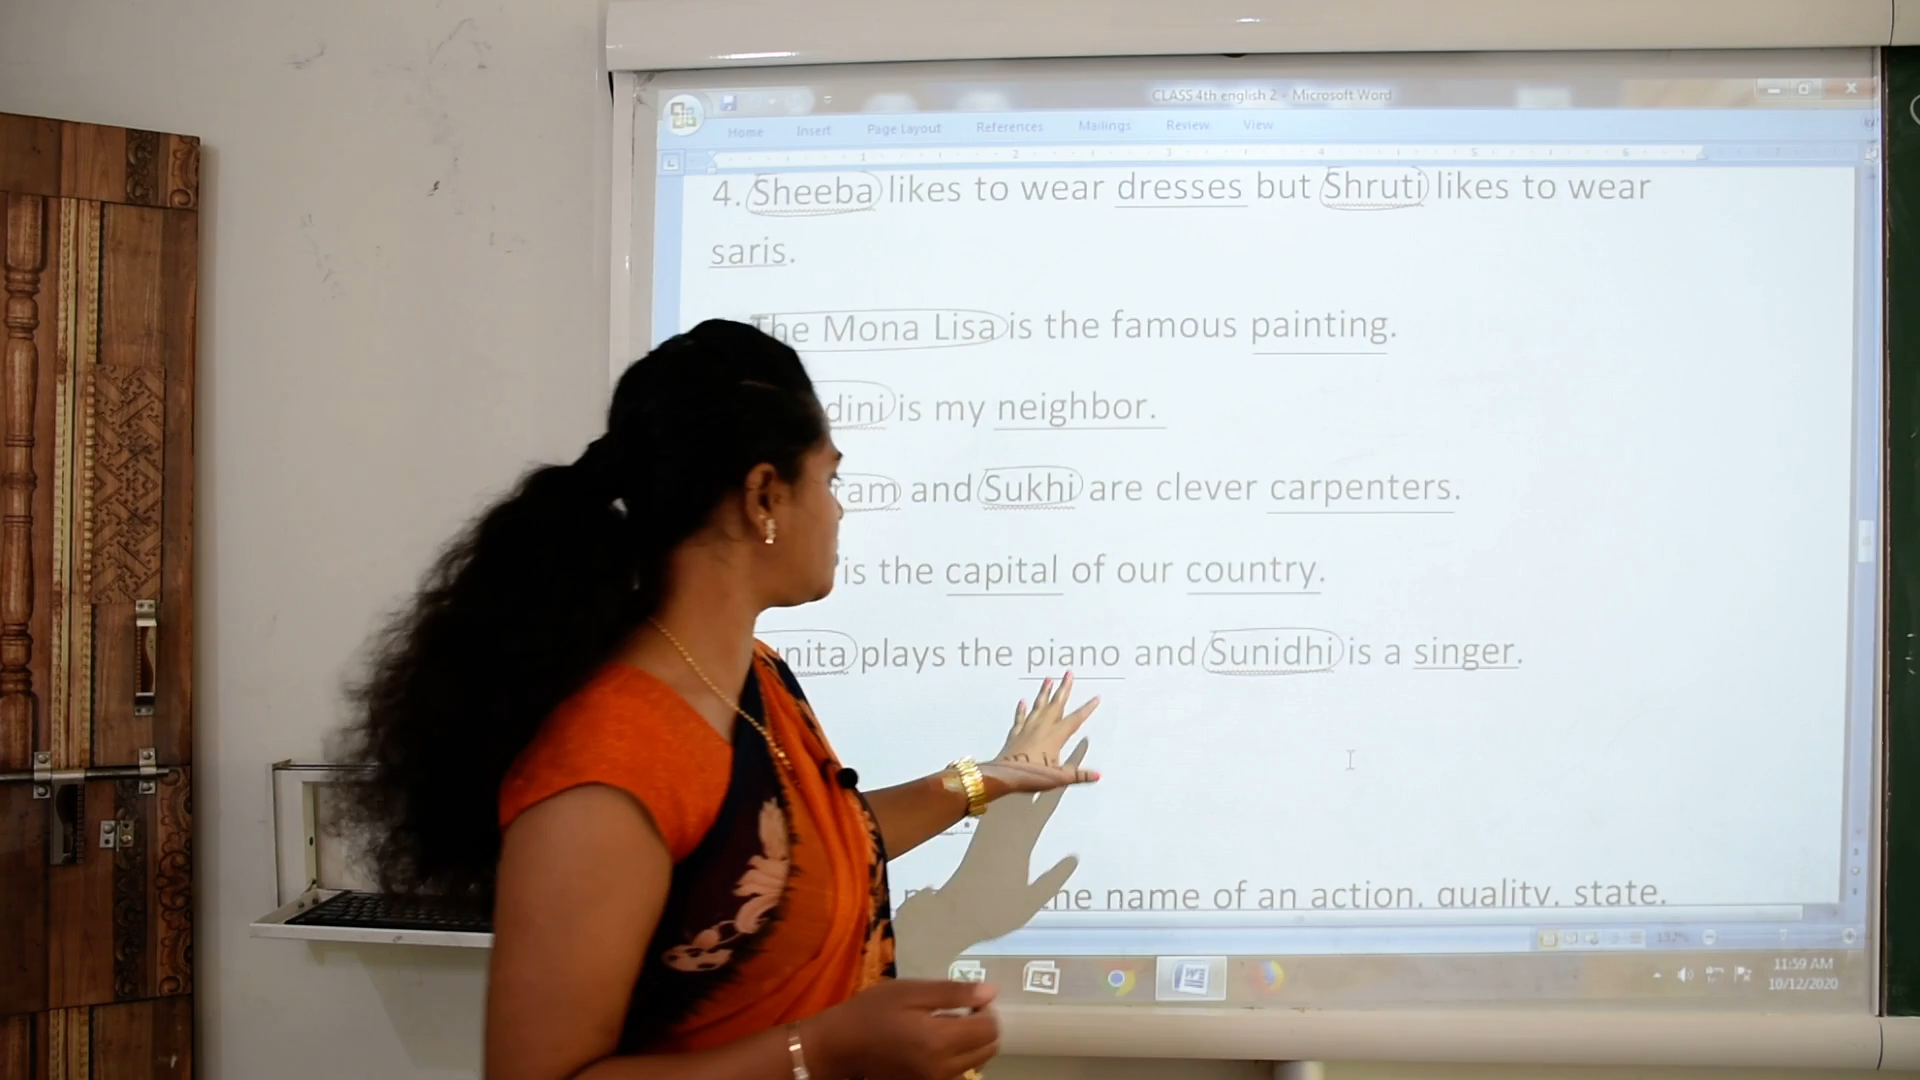 CLASS 4th english 2 - Microsoft Word
Home Insert Page Layout References Mailings Review View
4. Sheeba likes to wear dresses but Shruti likes to wear
saris.
The Mona Lisa is the famous painting.
dini is my neighbor.
ram and Sukhi are clever carpenters.
is the capital of our country.
nita plays the piano and Sunidhi is a singer.
he name of an action, quality, state.
11:59 AM
10/12/2020